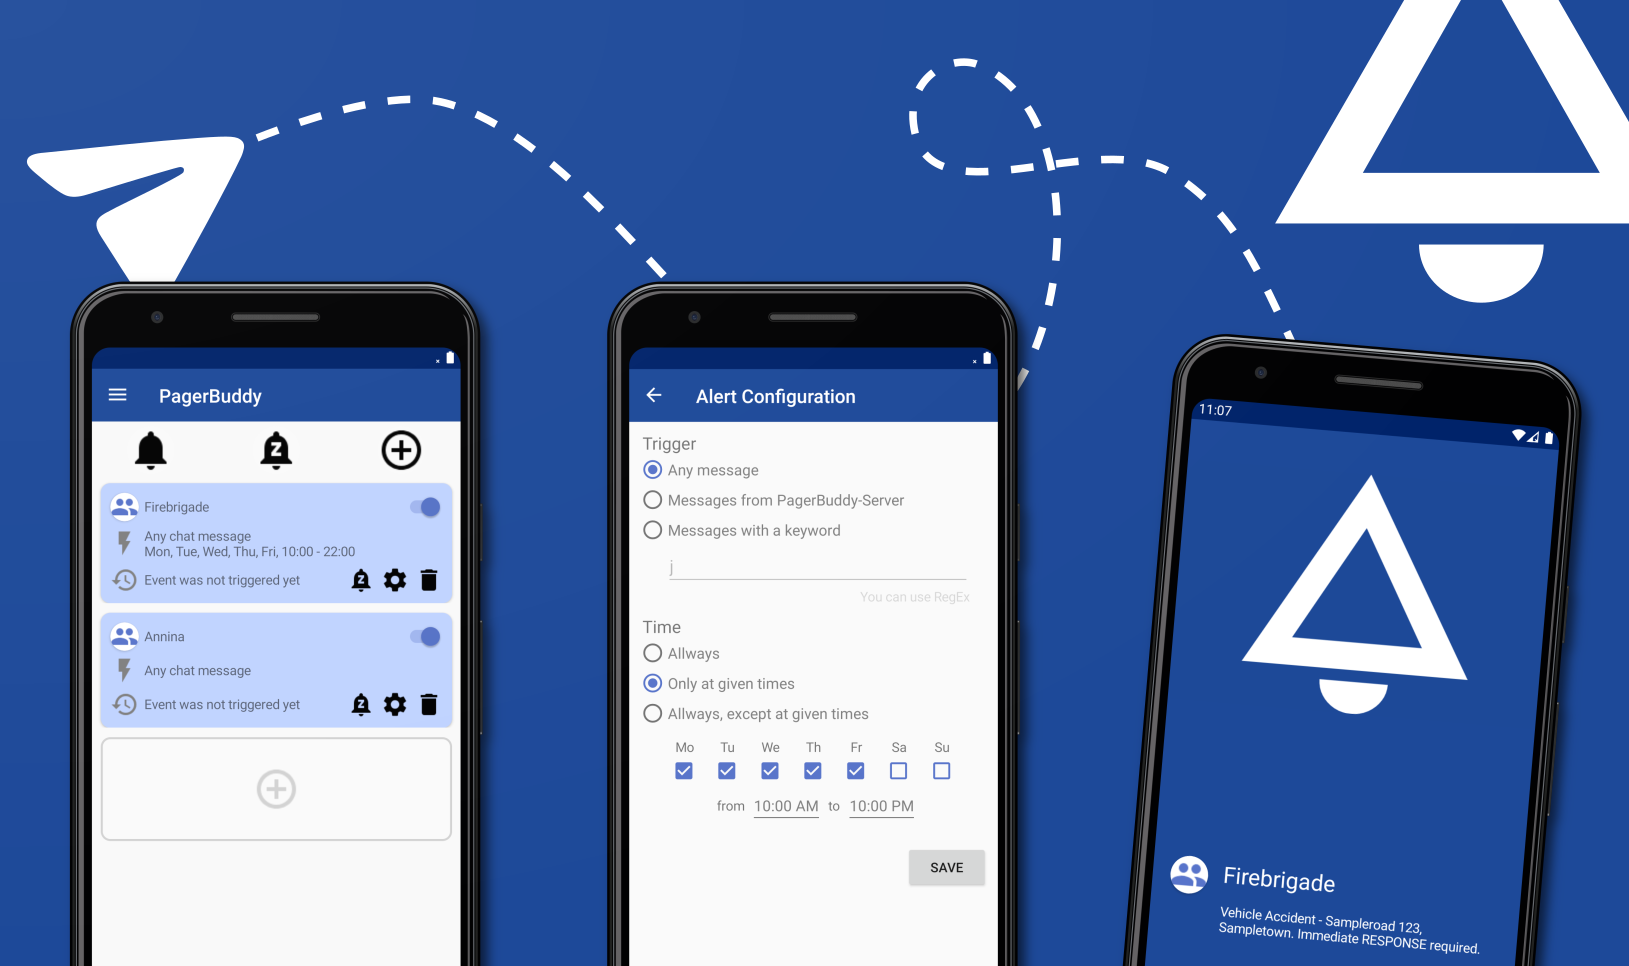 PagerBuddy
Z
Firebrigade
Any chat message
Mon, Tue, Wed, Thu, Fri, 10:00 - 22:00
Event was not triggered yet
Z
Annina
Any chat message
Event was not triggered yet
Z
Alert Configuration
Trigger
Any message
Messages from PagerBuddy-Server
Messages with a keyword
j
You can use RegEx
Time
Allways
Only at given times
Allways, except at given times
Mo Tu We Th Fr Sa Su
from 10:00 AM to 10:00 PM
SAVE
11:07
Firebrigade
Vehicle Accident - Sampleroad 123,
Sampletown. Immediate RESPONSE required.